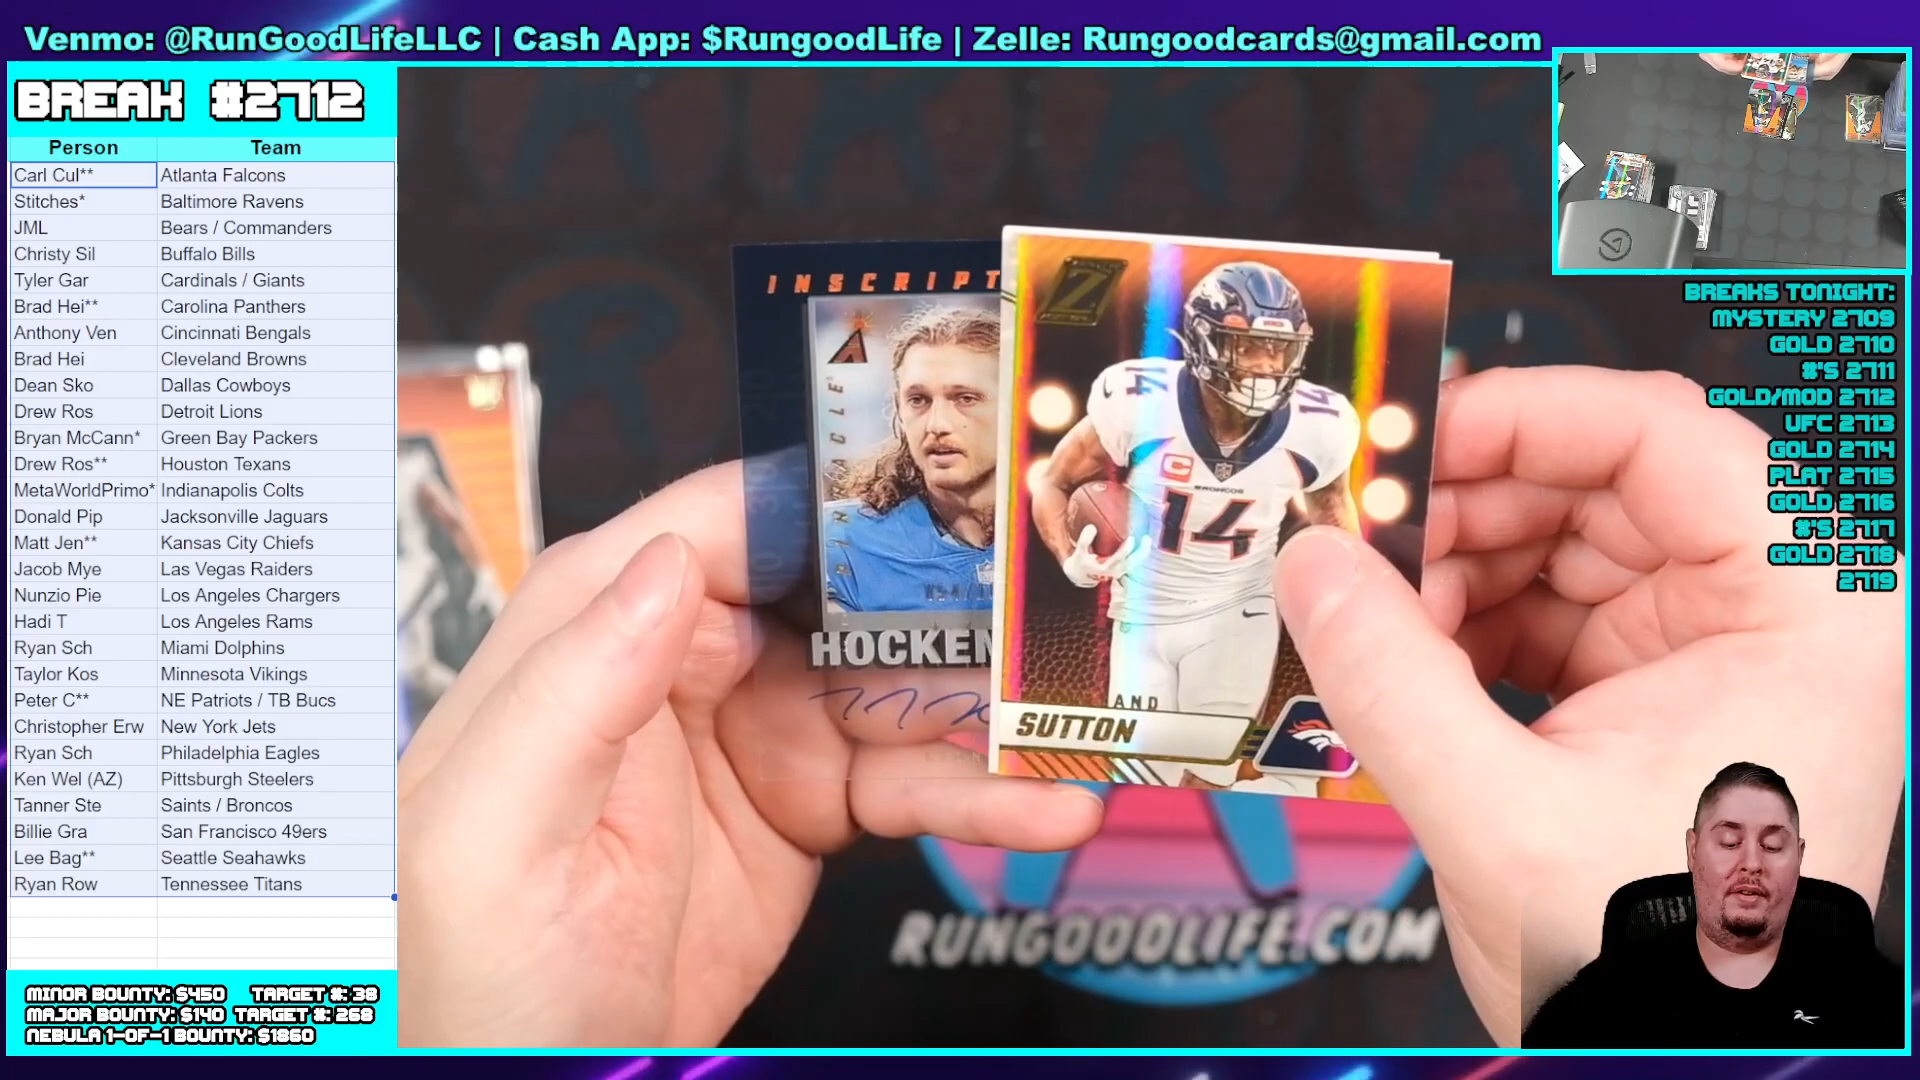 Venmo: @RunGoodLifeLLC | Cash App: $RungoodLife | Zelle: Rungoodcards@gmail.com
BREAK #2712
Person Team
Carl Cul** Atlanta Falcons
Stitches* Baltimore Ravens
JML Bears / Commanders
Christy Sil Buffalo Bills
Tyler Gar Cardinals / Giants
Brad Hei** Carolina Panthers
Anthony Ven Cincinnati Bengals
Brad Hei Cleveland Browns
Dean Sko Dallas Cowboys
Drew Ros Detroit Lions
Bryan McCann* Green Bay Packers
Drew Ros** Houston Texans
MetaWorldPrimo* Indianapolis Colts
Donald Pip Jacksonville Jaguars
Matt Jen** Kansas City Chiefs
Jacob Mye Las Vegas Raiders
Nunzio Pie Los Angeles Chargers
Hadi T Los Angeles Rams
Ryan Sch Miami Dolphins
Taylor Kos Minnesota Vikings
Peter C** NE Patriots / TB Bucs
Christopher Erw New York Jets
Ryan Sch Philadelphia Eagles
Ken Wel (AZ) Pittsburgh Steelers
Tanner Ste Saints / Broncos
Billie Gra San Francisco 49ers
Lee Bag** Seattle Seahawks
Ryan Row Tennessee Titans
MINOR BOUNTY: $450 TARGET #: 38
MAJOR BOUNTY: $140 TARGET #: 268
NEBULA 1-OF-1 BOUNTY: $1860
INSCRIPT
PINNACLE
HOCKEN
Z
14
14
C
BRONCOS
14
AND
SUTTON
RUNGOODLIFE.COM
BREAKS TONIGHT:
MYSTERY 2709
GOLD 2710
#'S 2711
GOLD/MOD 2712
UFC 2713
GOLD 2714
PLAT 2715
GOLD 2716
#'S 2717
GOLD 2718
2719